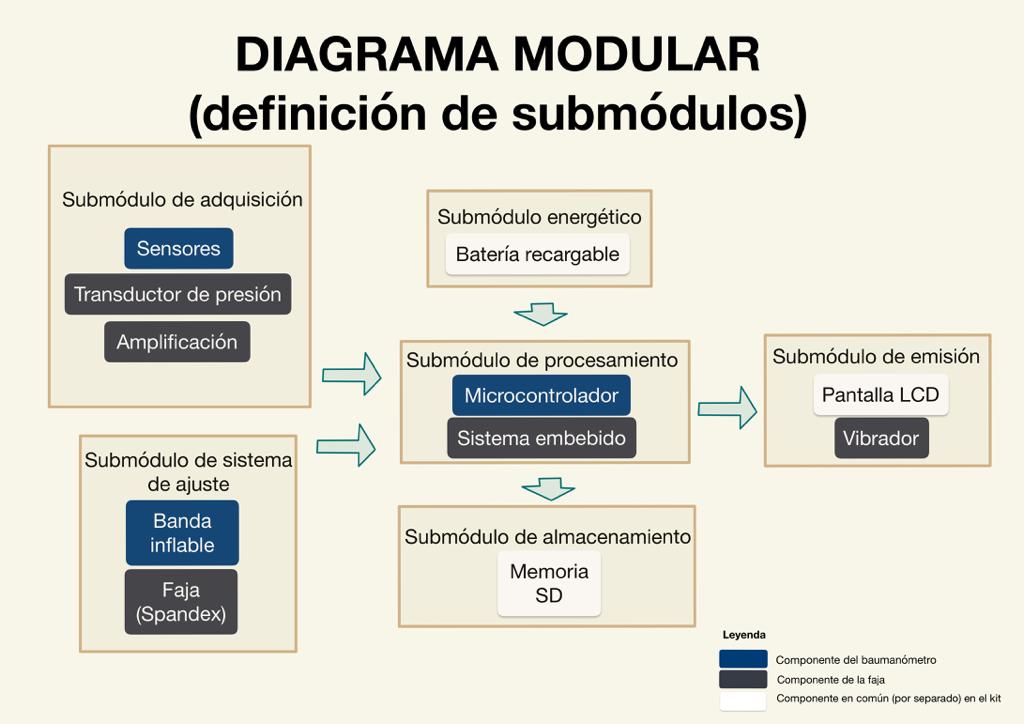 DIAGRAMA MODULAR
(definición de submódulos)
Submódulo de adquisición
Sensores
Transductor de presión
Amplificación
Submódulo energético
Batería recargable
Submódulo de procesamiento
Microcontrolador
Sistema embebido
Submódulo de emisión
Pantalla LCD
Vibrador
Submódulo de sistema
de ajuste
Banda
inflable
Faja
(Spandex)
Submódulo de almacenamiento
Memoria
SD
Leyenda
Componente del baumanómetro
Componente de la faja
Componente en común (por separado) en el kit